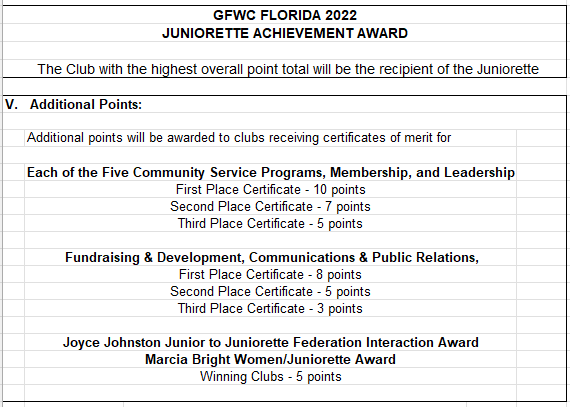 GFWC FLORIDA 2022
JUNIORETTE ACHIEVEMENT AWARD
The Club with the highest overall point total will be the recipient of the Juniorette
V. Additional Points:
Additional points will be awarded to clubs receiving certificates of merit for
Each of the Five Community Service Programs, Membership, and Leadership
First Place Certificate - 10 points
Second Place Certificate - 7 points
Third Place Certificate - 5 points
Fundraising & Development, Communications & Public Relations,
First Place Certificate - 8 points
Second Place Certificate - 5 points
Third Place Certificate - 3 points
Joyce Johnston Junior to Juniorette Federation Interaction Award
Marcia Bright Women/Juniorette Award
Winning Clubs - 5 points